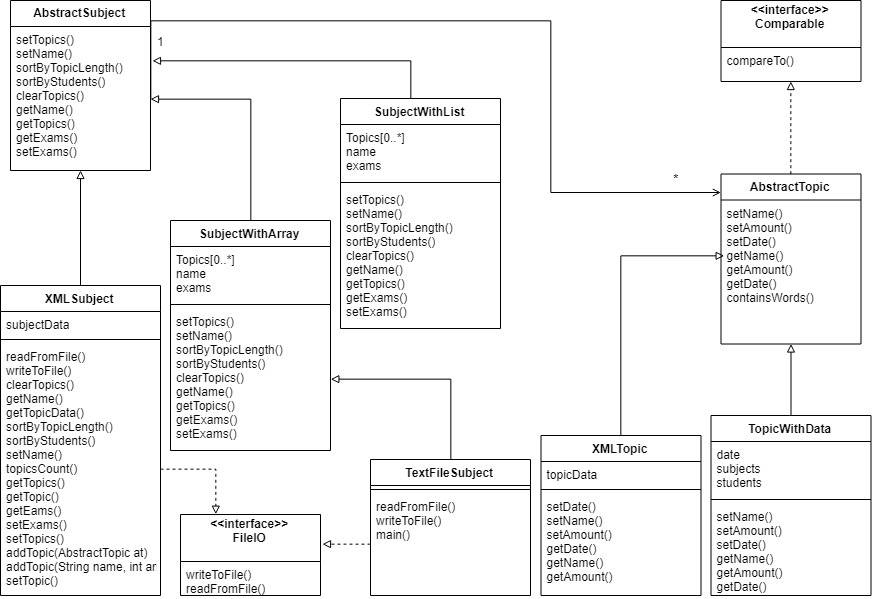 AbstractSubject
setTopics()
setName()
sortByTopicLength()
sortByStudents()
clearTopics()
getName()
getTopics()
getExams()
setExams()
1
*
<<interface>>
Comparable
compareTo()
SubjectWithList
Topics[0..*]
name
exams
setTopics()
setName()
sortByTopicLength()
sortByStudents()
clearTopics()
getName()
getTopics()
getExams()
setExams()
AbstractTopic
setName()
setAmount()
setDate()
getName()
getAmount()
getDate()
containsWords()
SubjectWithArray
Topics[0..*]
name
exams
setTopics()
setName()
sortByTopicLength()
sortByStudents()
clearTopics()
getName()
getTopics()
getExams()
setExams()
XMLSubject
subjectData
readFromFile()
writeToFile()
clearTopics()
getName()
getTopicData()
sortByTopicLength()
sortByStudents()
setName()
topicsCount()
getTopics()
getTopic()
getEams()
setExams()
setTopics()
addTopic(AbstractTopic at)
addTopic(String name, int ar
setTopic()
<<interface>>
FileIO
writeToFile()
readFromFile()
TextFileSubject
readFromFile()
writeToFile()
main()
XMLTopic
topicData
setDate()
setName()
setAmount()
getDate()
getName()
getAmount()
TopicWithData
date
subjects
students
setName()
setAmount()
setDate()
getName()
getAmount()
getDate()